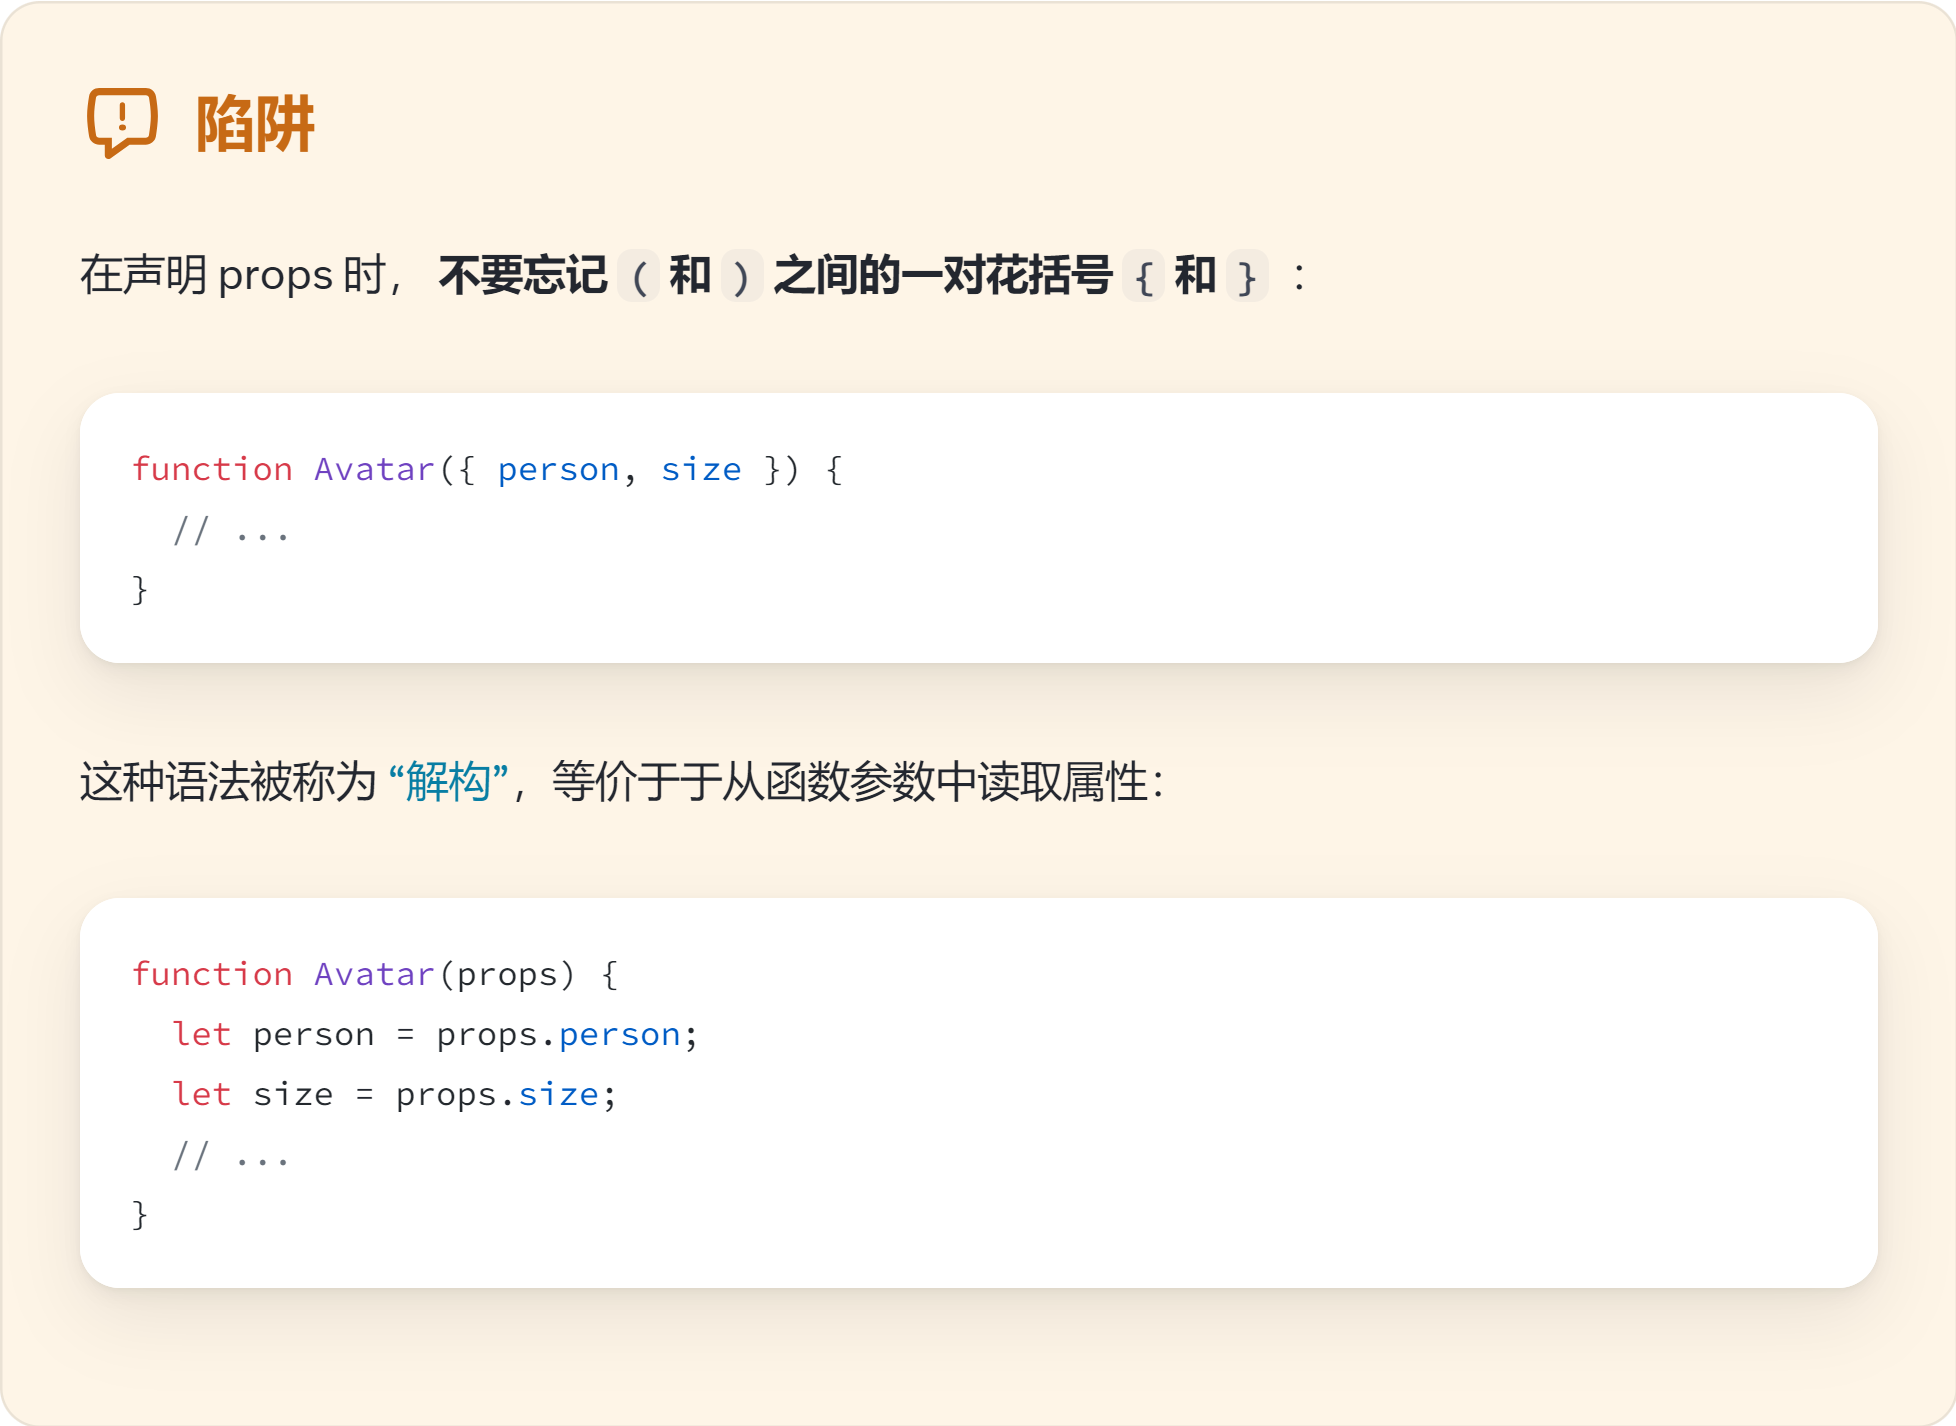 陷阱
在声明 props 时， 不要忘记 ( 和 ) 之间的一对花括号 { 和 } ：
function Avatar({ person, size }) {
  // ...
}
这种语法被称为 “解构”，等价于于从函数参数中读取属性：
function Avatar(props) {
  let person = props.person;
  let size = props.size;
  // ...
}